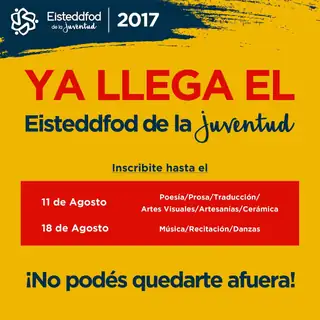 Eisteddfod
de la Juventud
2017
YA LLEGA EL
Eisteddfod de la Juventud
Inscribite hasta el
11 de Agosto
Poesía/Prosa/Traducción/
Artes Visuales/Artesanías/Cerámica
18 de Agosto
Música/Recitación/Danzas
¡No podés quedarte afuera!